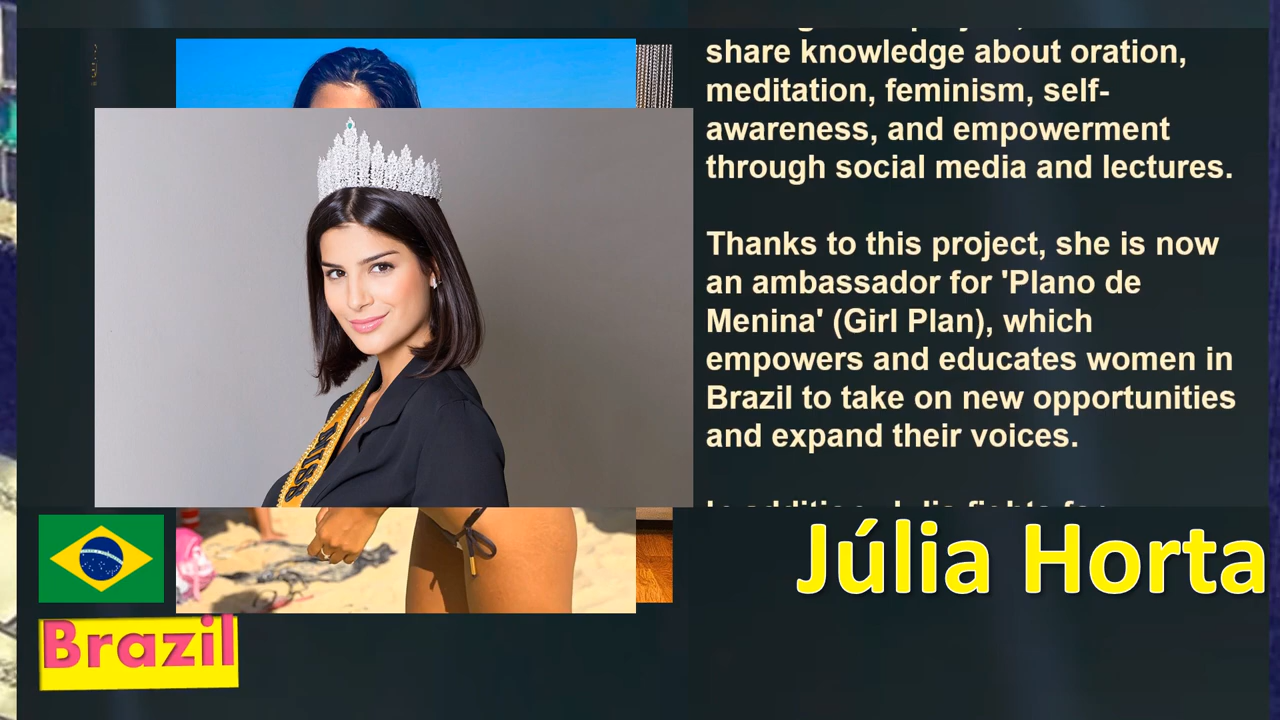 share knowledge about oration,
meditation, feminism, self-
awareness, and empowerment
through social media and lectures.
Thanks to this project, she is now
an ambassador for 'Plano de
Menina' (Girl Plan), which
empowers and educates women in
Brazil to take on new opportunities
and expand their voices.
MISS
Júlia Horta
Brazil